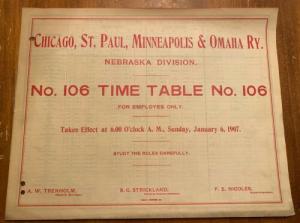 CHICAGO, ST. PAUL, MINNEAPOLIS & OMAHA RY.
NEBRASKA DIVISION.
No. 106 TIME TABLE No. 106
FOR EMPLOYES ONLY.
Takes Effect at 6.00 O'clock A. M., Sunday, January 6, 1907.
STUDY THE RULES CAREFULLY.
A. W. TRENHOLM, S. G. STRICKLAND, F. E. NICOLES,